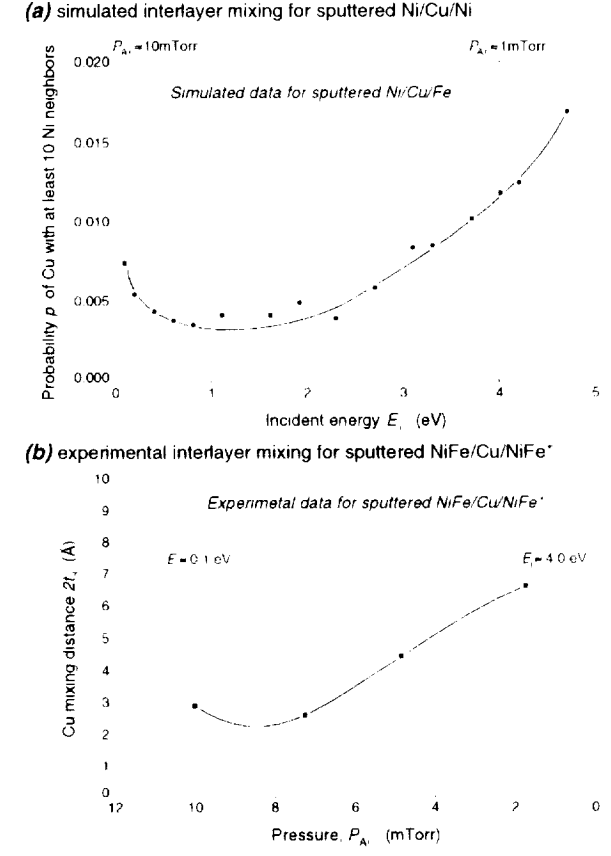 (a) simulated interlayer mixing for sputtered Ni/Cu/Ni
P_Ar ≈ 10mTorr
P_Ar ≈ 1mTorr
Simulated data for sputtered Ni/Cu/Fe
Probability p of Cu with at least 10 Ni neighbors
0.020
0.015
0.010
0.005
0.000
0 1 2 3 4 5
Incident energy E_i (eV)
(b) experimental interlayer mixing for sputtered NiFe/Cu/NiFe*
Experimetal data for sputtered NiFe/Cu/NiFe*
E = 0.1 eV
E_i ≈ 4.0 eV
Cu mixing distance 2t (Å)
10
9
8
7
6
5
4
3
2
1
0
12 10 8 6 4 2 0
Pressure, P_Ar (mTorr)